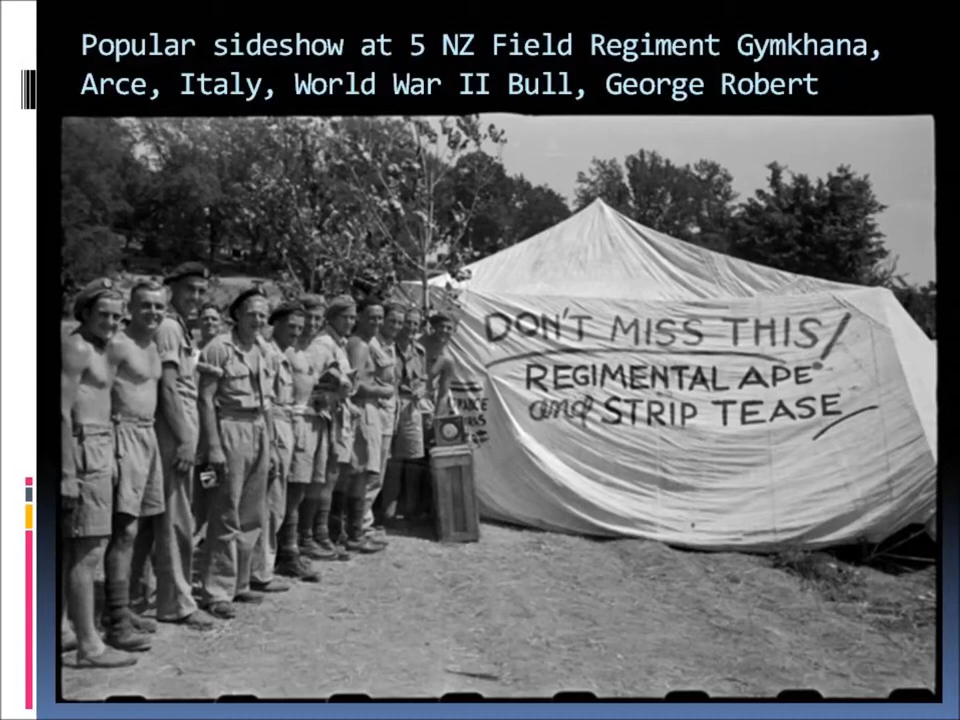 Popular sideshow at 5 NZ Field Regiment Gymkhana,
Arce, Italy, World War II Bull, George Robert
DON'T MISS THIS!
REGIMENTAL APE
and STRIP TEASE